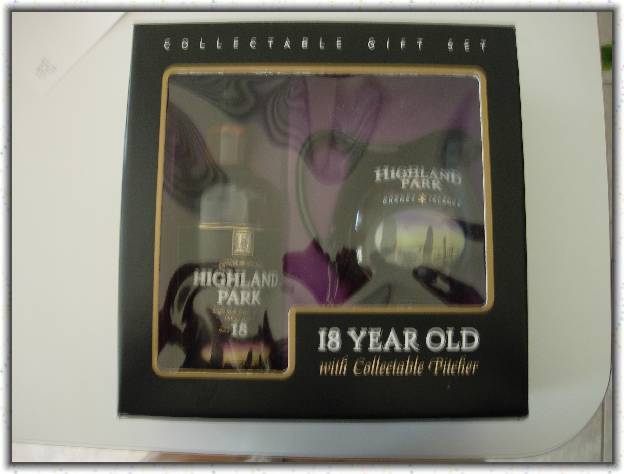 COLLECTABLE GIFT SET
HIGHLAND
PARK
ORKNEY ISLANDS
HIGHLAND
PARK
18
18 YEAR OLD
with Collectable Pitcher